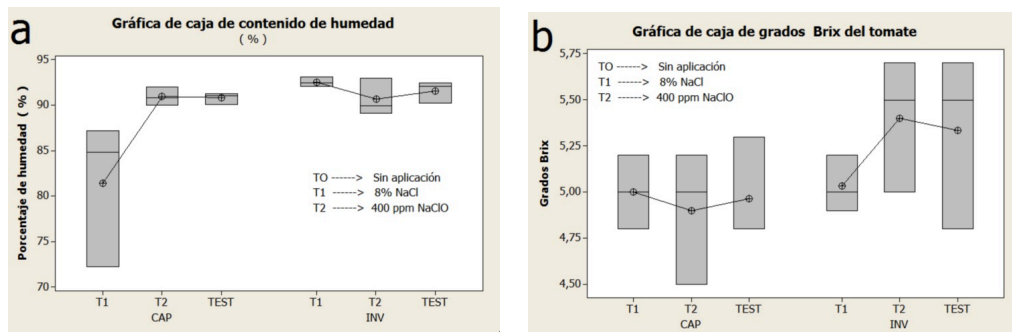 a
Gráfica de caja de contenido de humedad
( % )
Porcentaje de humedad ( % )
95
90
85
80
75
70
TO -----> Sin aplicación
T1 ------> 8% NaCl
T2 ------> 400 ppm NaClO
T1 T2 TEST T1 T2 TEST
CAP INV
b
Gráfica de caja de grados Brix del tomate
Grados Brix
5,75
5,50
5,25
5,00
4,75
4,50
TO ------> Sin aplicación
T1 ------> 8% NaCl
T2 ------> 400 ppm NaClO
T1 T2 TEST T1 T2 TEST
CAP INV